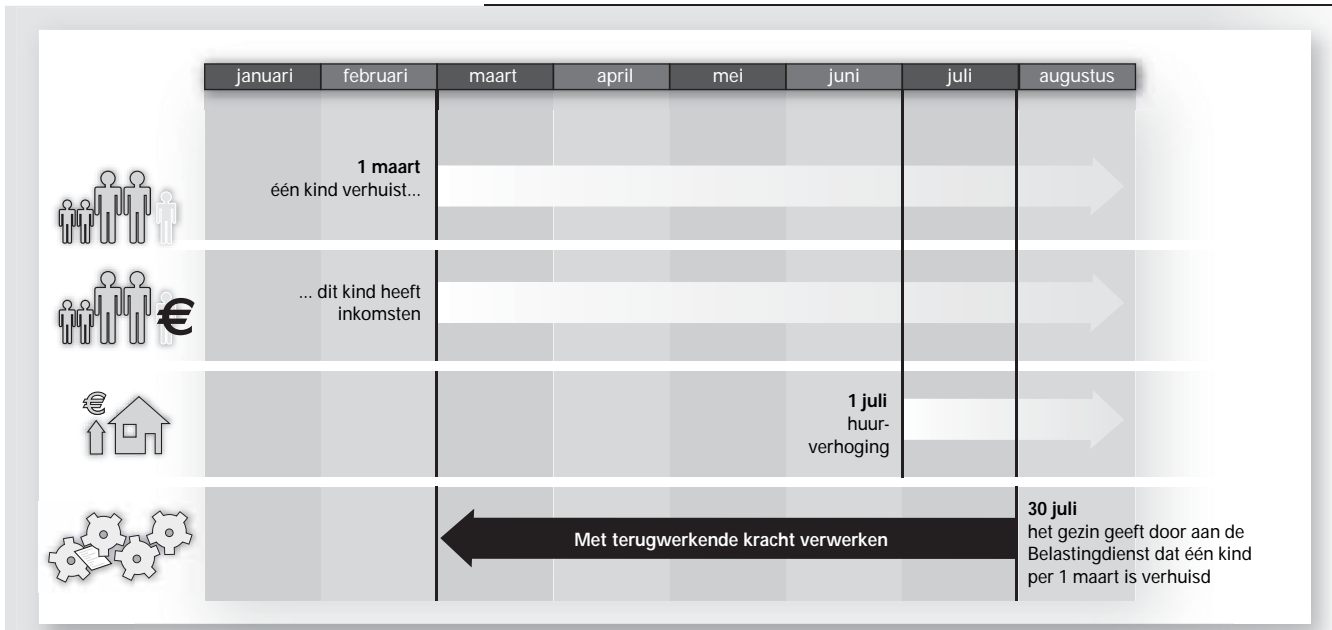 januari februari maart april mei juni juli augustus
1 maart
één kind verhuist...
... dit kind heeft
inkomsten
1 juli
huur-
verhoging
Met terugwerkende kracht verwerken
30 juli
het gezin geeft door aan de
Belastingdienst dat één kind
per 1 maart is verhuisd
€
€